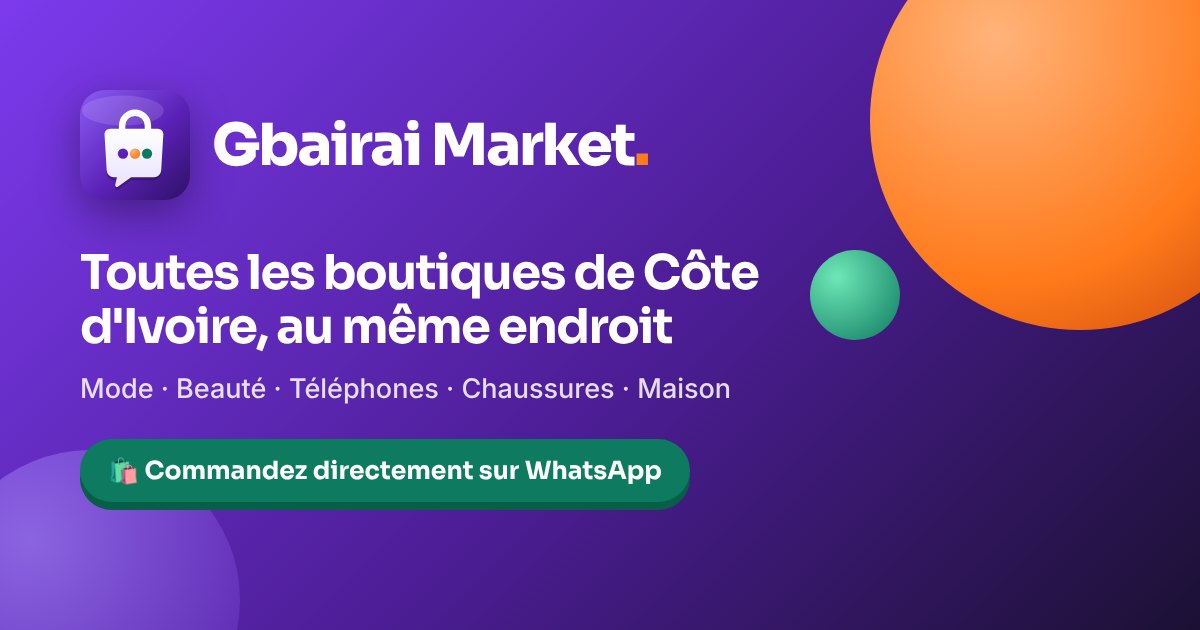 Gbairai Market.
Toutes les boutiques de Côte
d'Ivoire, au même endroit
Mode · Beauté · Téléphones · Chaussures · Maison
🛍️ Commandez directement sur WhatsApp